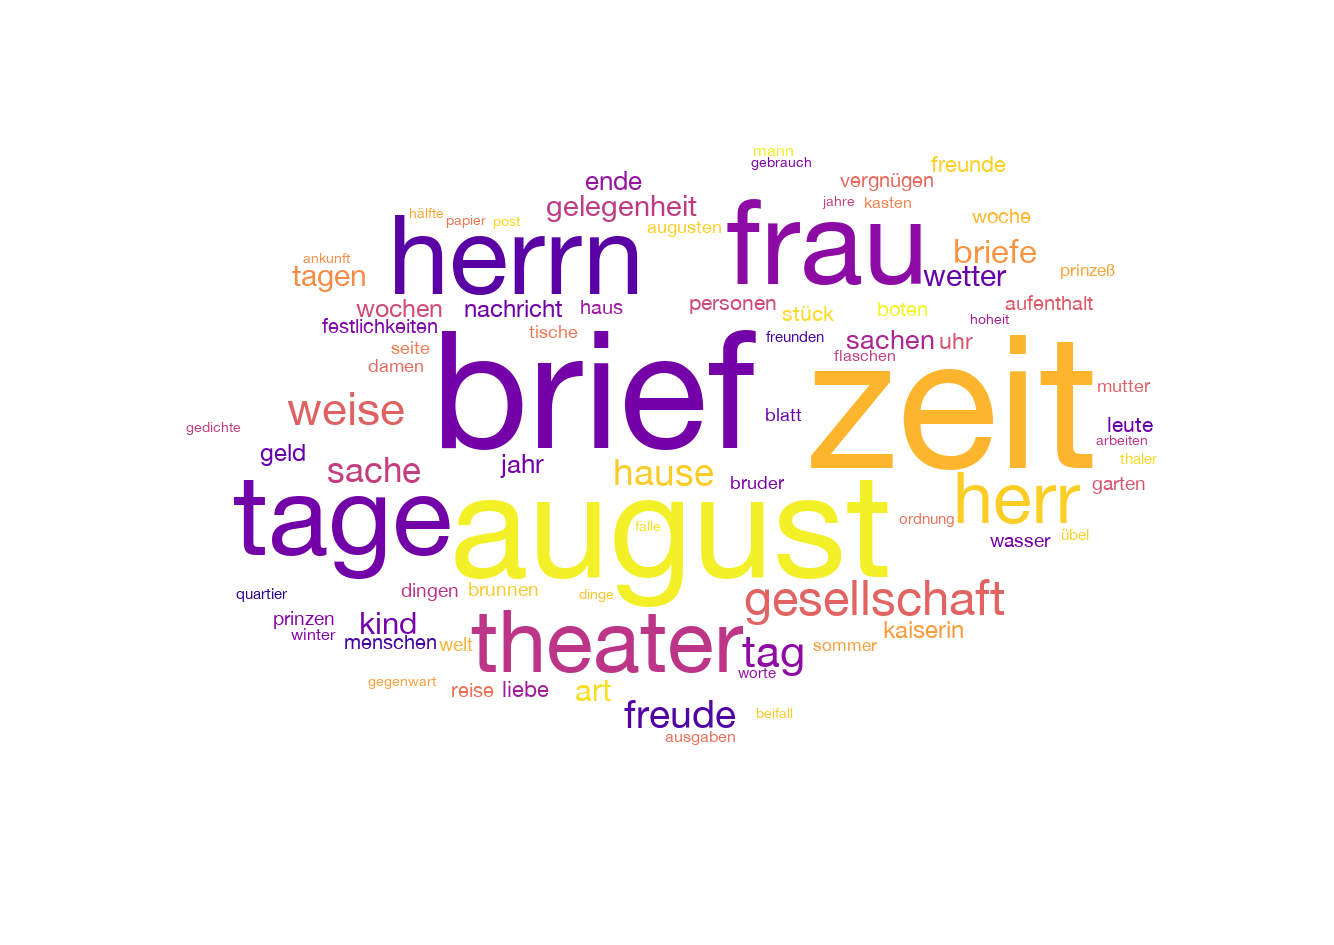 mann
gebrauch
freunde
ende
vergnügen
gelegenheit
jahre
kasten
hälfte
papier
post
augusten
woche
herrn
frau
briefe
ankunft
tagen
wetter
prinzeß
wochen
nachricht
haus
personen
stück
boten
aufenthalt
festlichkeiten
tische
freunden
hoheit
seite
damen
sachen
uhr
flaschen
brief
zeit
mutter
weise
blatt
leute
gedichte
arbeiten
geld
sache
jahr
hause
bruder
thaler
garten
tage
august
herr
fälle
ordnung
wasser
übel
quartier
dingen
brunnen
dinge
gesellschaft
prinzen
kind
winter
menschen
welt
theater
tag
kaiserin
sommer
worte
gegenwart
reise
liebe
art
freude
beifall
ausgaben